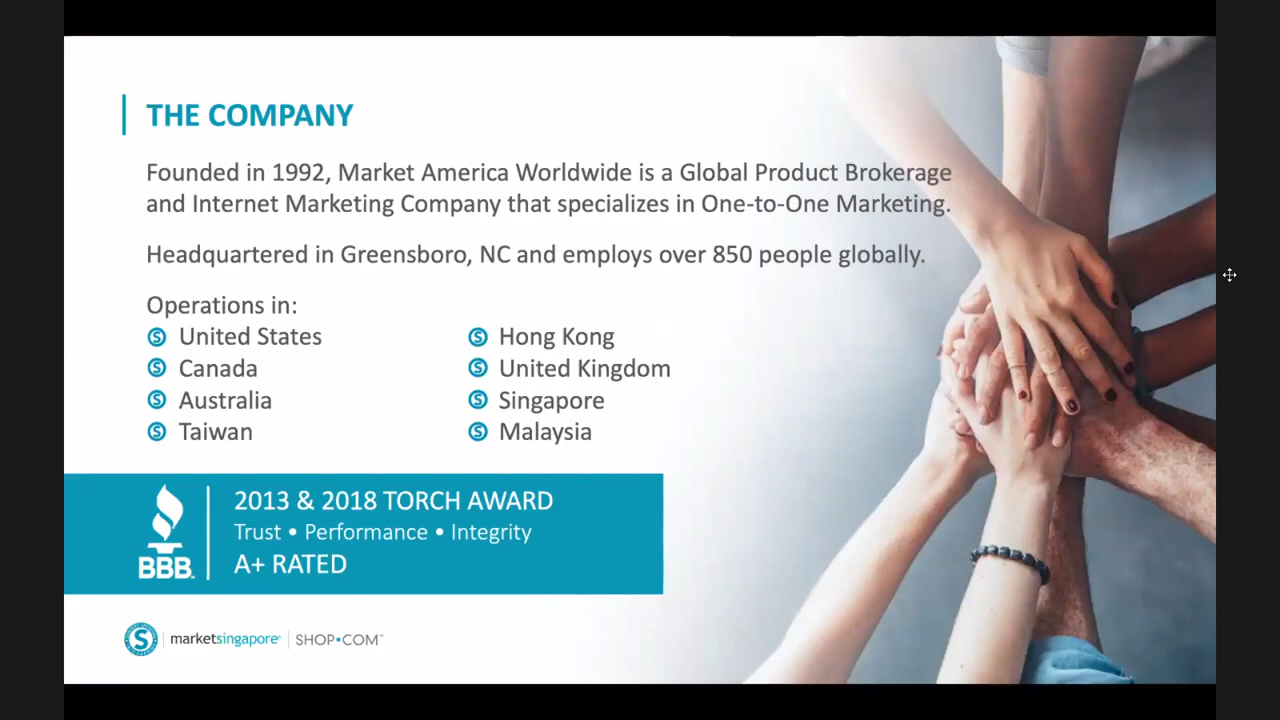 THE COMPANY
Founded in 1992, Market America Worldwide is a Global Product Brokerage
and Internet Marketing Company that specializes in One-to-One Marketing.
Headquartered in Greensboro, NC and employs over 850 people globally.
Operations in:
United States
Canada
Australia
Taiwan
Hong Kong
United Kingdom
Singapore
Malaysia
BBB.
2013 & 2018 TORCH AWARD
Trust • Performance • Integrity
A+ RATED
S marketsingapore® SHOP•COM™